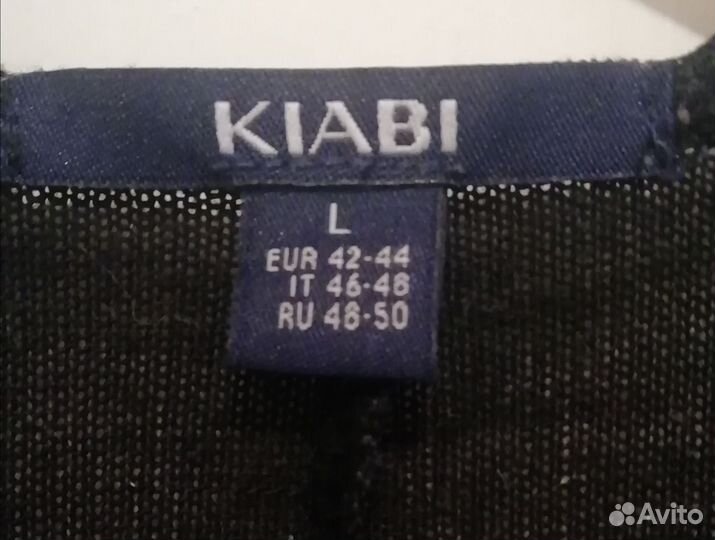 KIABI
L
EUR 42-44
IT 46-48
RU 48-50
Avito